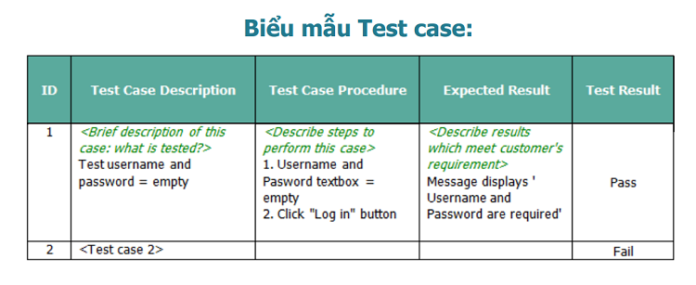 Biểu mẫu Test case:
ID Test Case Description Test Case Procedure Expected Result Test Result
1
<Brief description of this
case: what is tested?>
Test username and
password = empty
<Describe steps to
perform this case>
1. Username and
Pasword textbox =
empty
2. Click "Log in" button
<Describe results
which meet customer's
requirement>
Message displays '
Username and
Password are required'
Pass
2 <Test case 2> Fail